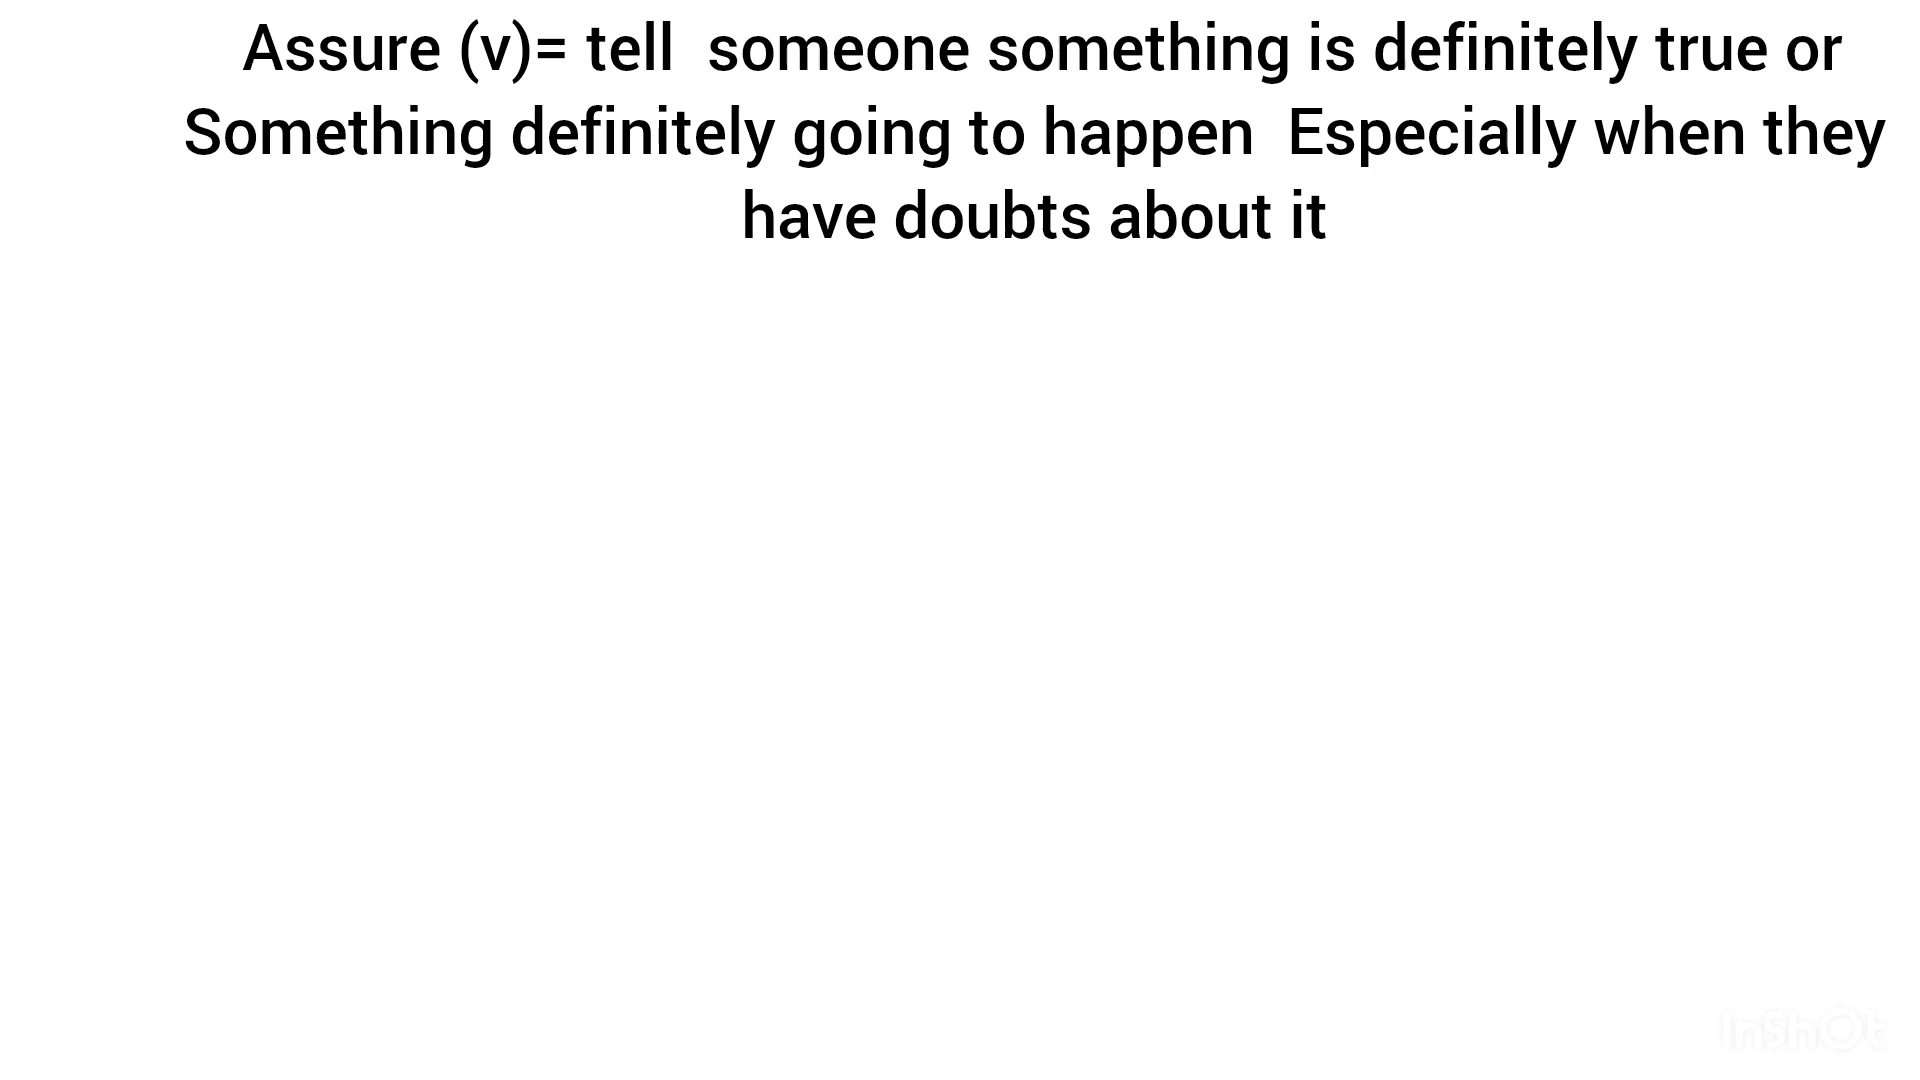 Assure (v)= tell  someone something is definitely true or
Something definitely going to happen  Especially when they
have doubts about it
InShOt